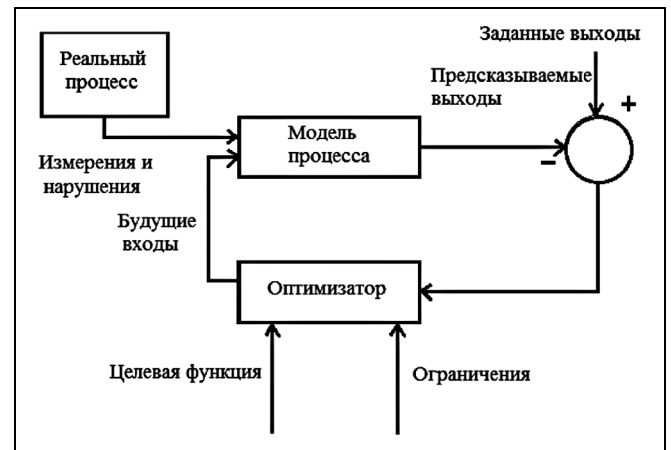 Заданные выходы
Реальный
процесс
Предсказываемые
выходы
+
Модель
процесса
−
Измерения и
нарушения
Будущие
входы
Оптимизатор
Целевая функция
Ограничения